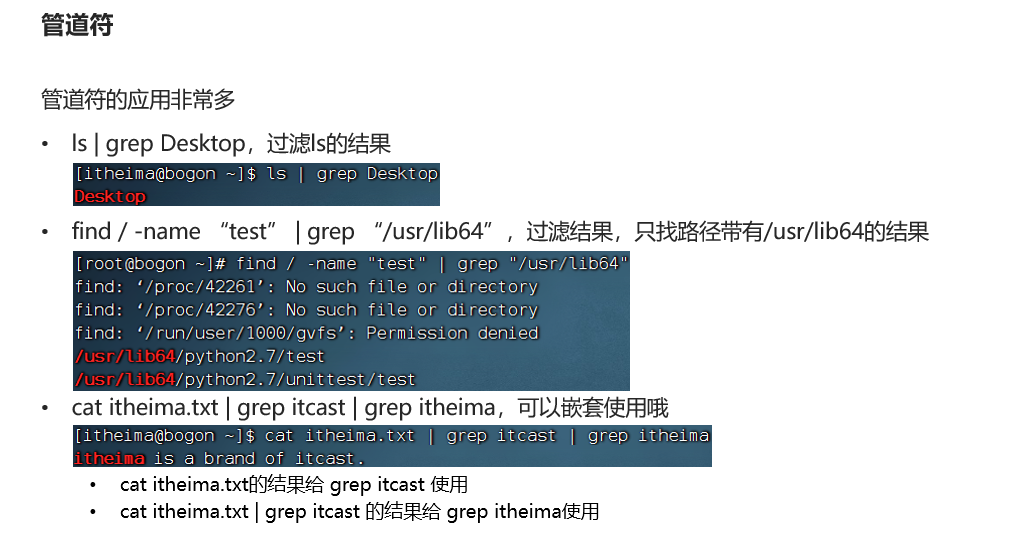 管道符
管道符的应用非常多
• ls | grep Desktop，过滤ls的结果
[itheima@bogon ~]$ ls | grep Desktop
Desktop
• find / -name “test” | grep “/usr/lib64”，过滤结果，只找路径带有/usr/lib64的结果
[root@bogon ~]# find / -name "test" | grep "/usr/lib64"
find: ‘/proc/42261’: No such file or directory
find: ‘/proc/42276’: No such file or directory
find: ‘/run/user/1000/gvfs’: Permission denied
/usr/lib64/python2.7/test
/usr/lib64/python2.7/unittest/test
• cat itheima.txt | grep itcast | grep itheima，可以嵌套使用哦
[itheima@bogon ~]$ cat itheima.txt | grep itcast | grep itheima
itheima is a brand of itcast.
• cat itheima.txt的结果给 grep itcast 使用
• cat itheima.txt | grep itcast 的结果给 grep itheima使用